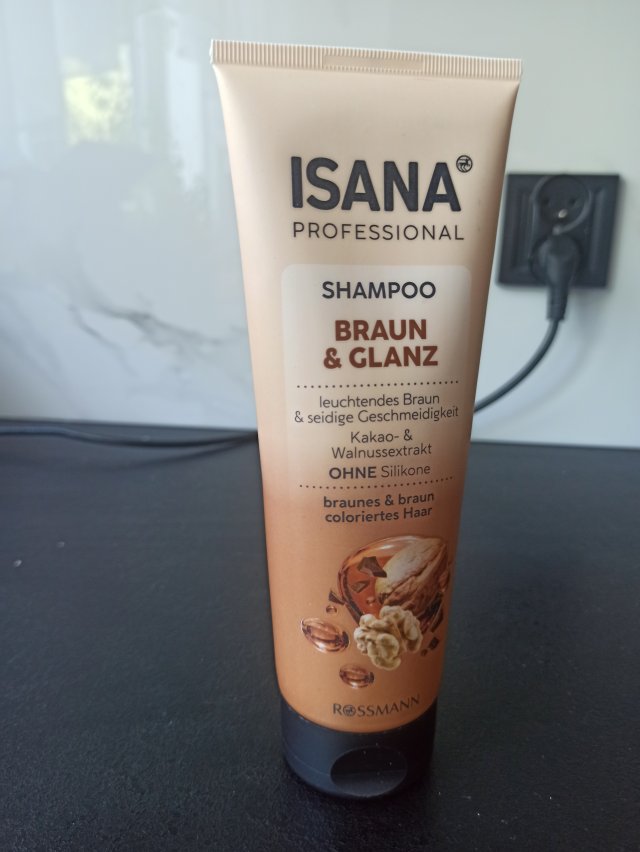 ISANA
PROFESSIONAL
SHAMPOO
BRAUN
& GLANZ
leuchtendes Braun
& seidige Geschmeidigkeit
Kakao- &
Walnussextrakt
OHNE Silikone
braunes & braun
coloriertes Haar
ROSSMANN